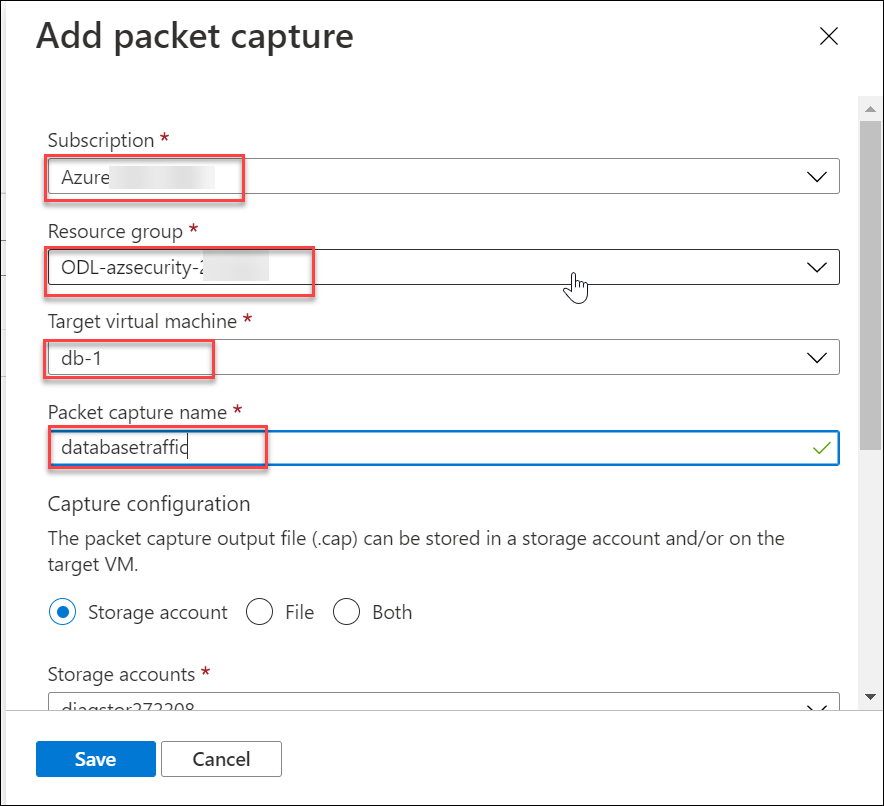 Add packet capture
Subscription *
Azure
Resource group *
ODL-azsecurity-2
Target virtual machine *
db-1
Packet capture name *
databasetraffic
Capture configuration
The packet capture output file (.cap) can be stored in a storage account and/or on the
target VM.
Storage account File Both
Storage accounts *
diagstor272208
Save Cancel